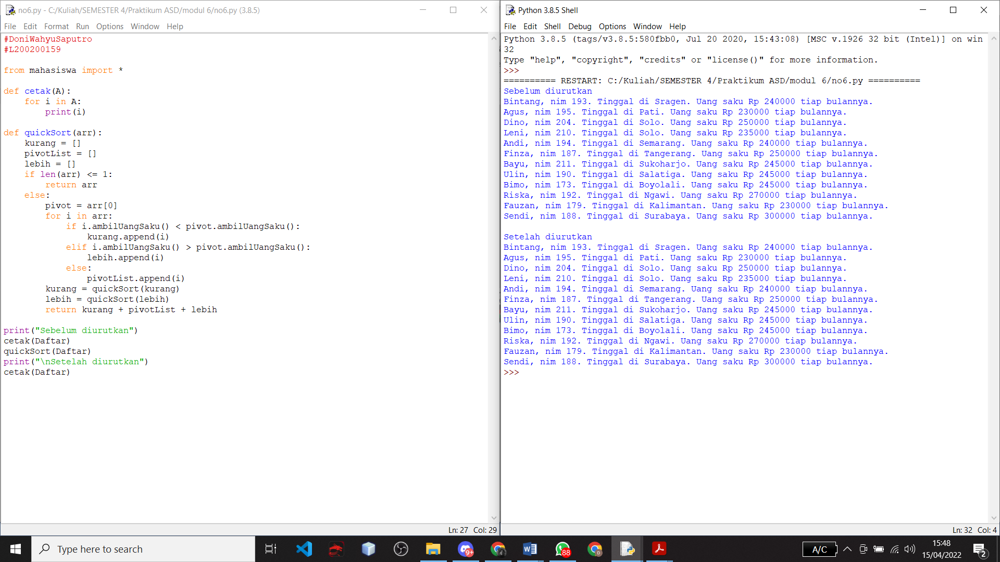 no6.py - C:/Kuliah/SEMESTER 4/Praktikum ASD/modul 6/no6.py (3.8.5)
File Edit Format Run Options Window Help
#DoniWahyuSaputro
#L200200159

from mahasiswa import *

def cetak(A):
    for i in A:
        print(i)

def quickSort(arr):
    kurang = []
    pivotList = []
    lebih = []
    if len(arr) <= 1:
        return arr
    else:
        pivot = arr[0]
        for i in arr:
            if i.ambilUangSaku() < pivot.ambilUangSaku():
                kurang.append(i)
            elif i.ambilUangSaku() > pivot.ambilUangSaku():
                lebih.append(i)
            else:
                pivotList.append(i)
        kurang = quickSort(kurang)
        lebih = quickSort(lebih)
        return kurang + pivotList + lebih

print("Sebelum diurutkan")
cetak(Daftar)
quickSort(Daftar)
print("\nSetelah diurutkan")
cetak(Daftar)
Ln: 27 Col: 29
Python 3.8.5 Shell
File Edit Shell Debug Options Window Help
Python 3.8.5 (tags/v3.8.5:580fbb0, Jul 20 2020, 15:43:08) [MSC v.1926 32 bit (Intel)] on win
32
Type "help", "copyright", "credits" or "license()" for more information.
>>>
========== RESTART: C:/Kuliah/SEMESTER 4/Praktikum ASD/modul 6/no6.py ==========
Sebelum diurutkan
Bintang, nim 193. Tinggal di Sragen. Uang saku Rp 240000 tiap bulannya.
Agus, nim 195. Tinggal di Pati. Uang saku Rp 230000 tiap bulannya.
Dino, nim 204. Tinggal di Solo. Uang saku Rp 250000 tiap bulannya.
Leni, nim 210. Tinggal di Solo. Uang saku Rp 235000 tiap bulannya.
Andi, nim 194. Tinggal di Semarang. Uang saku Rp 240000 tiap bulannya.
Finza, nim 187. Tinggal di Tangerang. Uang saku Rp 250000 tiap bulannya.
Bayu, nim 211. Tinggal di Sukoharjo. Uang saku Rp 245000 tiap bulannya.
Ulin, nim 190. Tinggal di Salatiga. Uang saku Rp 245000 tiap bulannya.
Bimo, nim 173. Tinggal di Boyolali. Uang saku Rp 245000 tiap bulannya.
Riska, nim 192. Tinggal di Ngawi. Uang saku Rp 270000 tiap bulannya.
Fauzan, nim 179. Tinggal di Kalimantan. Uang saku Rp 230000 tiap bulannya.
Sendi, nim 188. Tinggal di Surabaya. Uang saku Rp 300000 tiap bulannya.

Setelah diurutkan
Bintang, nim 193. Tinggal di Sragen. Uang saku Rp 240000 tiap bulannya.
Agus, nim 195. Tinggal di Pati. Uang saku Rp 230000 tiap bulannya.
Dino, nim 204. Tinggal di Solo. Uang saku Rp 250000 tiap bulannya.
Leni, nim 210. Tinggal di Solo. Uang saku Rp 235000 tiap bulannya.
Andi, nim 194. Tinggal di Semarang. Uang saku Rp 240000 tiap bulannya.
Finza, nim 187. Tinggal di Tangerang. Uang saku Rp 250000 tiap bulannya.
Bayu, nim 211. Tinggal di Sukoharjo. Uang saku Rp 245000 tiap bulannya.
Ulin, nim 190. Tinggal di Salatiga. Uang saku Rp 245000 tiap bulannya.
Bimo, nim 173. Tinggal di Boyolali. Uang saku Rp 245000 tiap bulannya.
Riska, nim 192. Tinggal di Ngawi. Uang saku Rp 270000 tiap bulannya.
Fauzan, nim 179. Tinggal di Kalimantan. Uang saku Rp 230000 tiap bulannya.
Sendi, nim 188. Tinggal di Surabaya. Uang saku Rp 300000 tiap bulannya.
>>>
Ln: 32 Col: 4
Type here to search
9+
88
D
A/C
15:48
15/04/2022
2